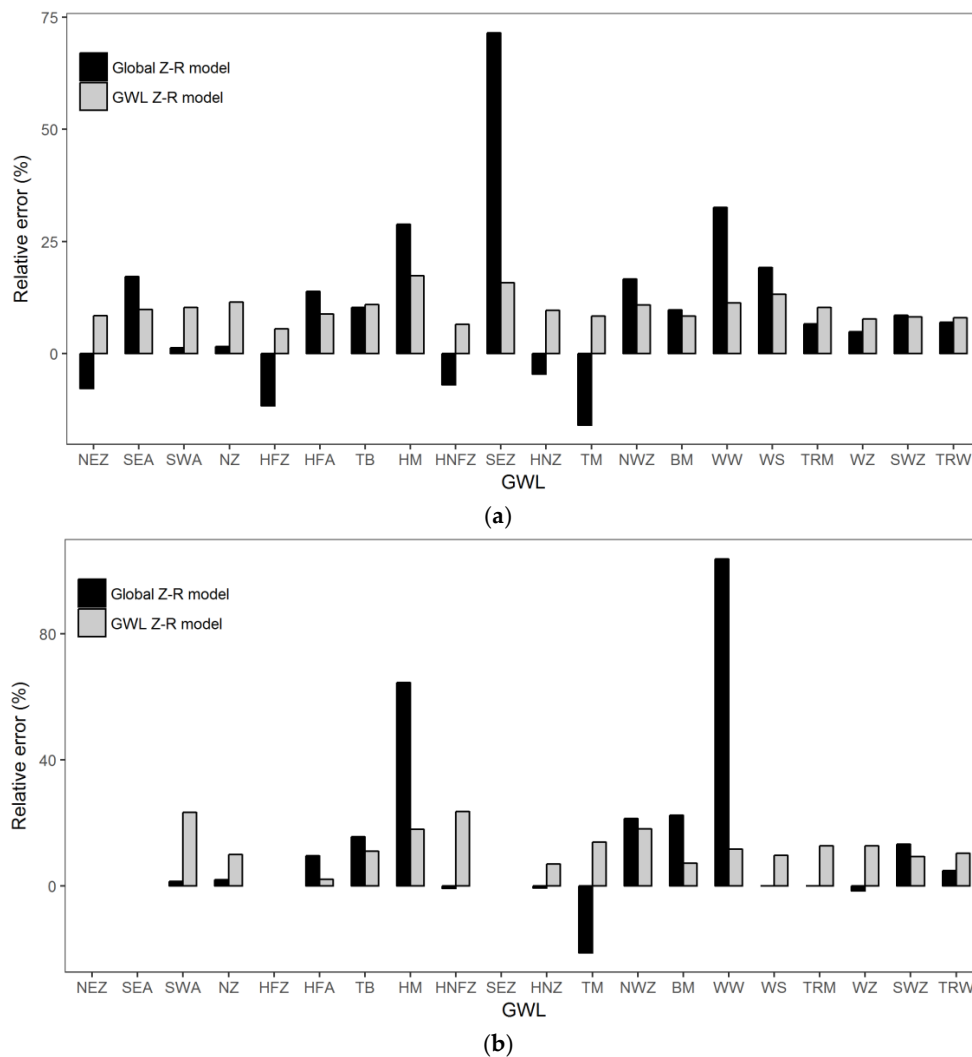 75
50
25
0
Relative error (%)
Global Z-R model
GWL Z-R model
NEZ SEA SWA NZ HFZ HFA TB HM HNFZ SEZ HNZ TM NWZ BM WW WS TRM WZ SWZ TRW
GWL
(a)
80
40
0
Relative error (%)
Global Z-R model
GWL Z-R model
NEZ SEA SWA NZ HFZ HFA TB HM HNFZ SEZ HNZ TM NWZ BM WW WS TRM WZ SWZ TRW
GWL
(b)